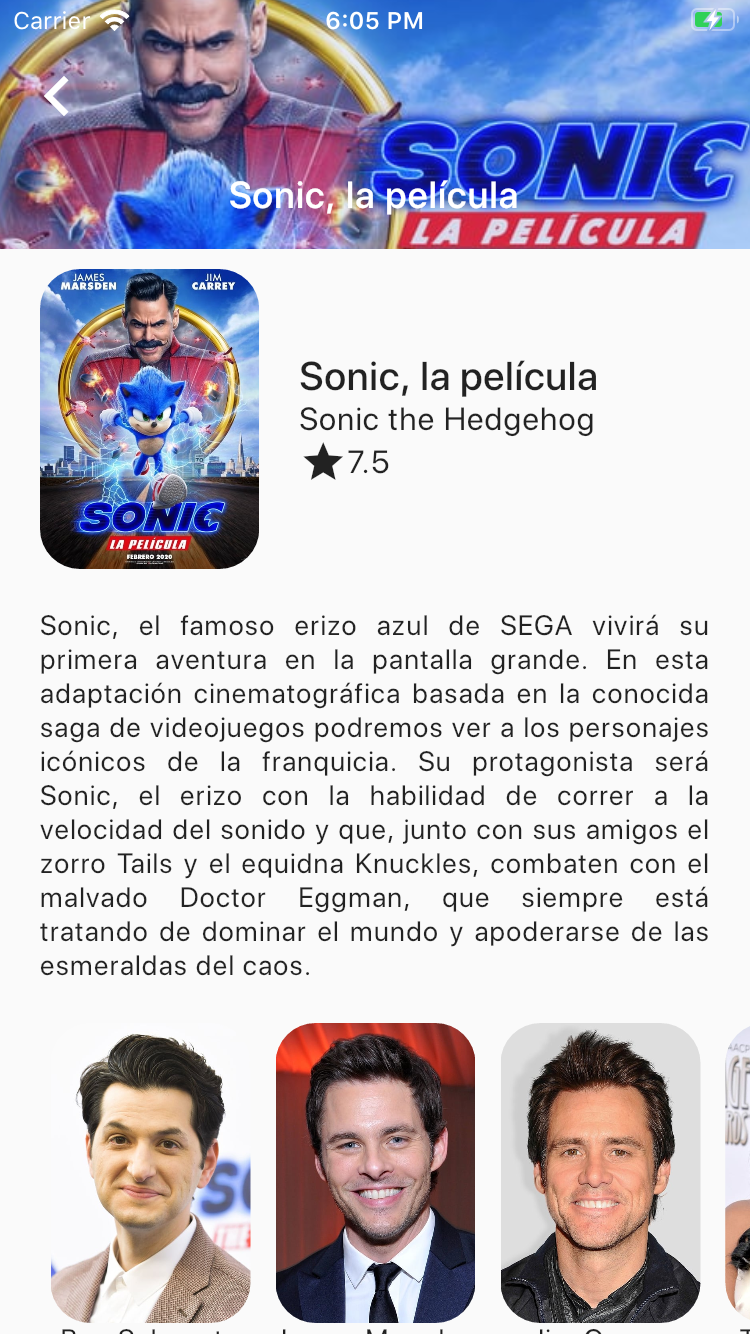 Carrier 6:05 PM
SONIC
Sonic, la película
LA PELÍCULA
JAMES MARSDEN
JIM CARREY
Sonic, la película
Sonic the Hedgehog
7.5
SONIC
LA PELÍCULA
FEBRERO 2020
Sonic, el famoso erizo azul de SEGA vivirá su
primera aventura en la pantalla grande. En esta
adaptación cinematográfica basada en la conocida
saga de videojuegos podremos ver a los personajes
icónicos de la franquicia. Su protagonista será
Sonic, el erizo con la habilidad de correr a la
velocidad del sonido y que, junto con sus amigos el
zorro Tails y el equidna Knuckles, combaten con el
malvado Doctor Eggman, que siempre está
tratando de dominar el mundo y apoderarse de las
esmeraldas del caos.